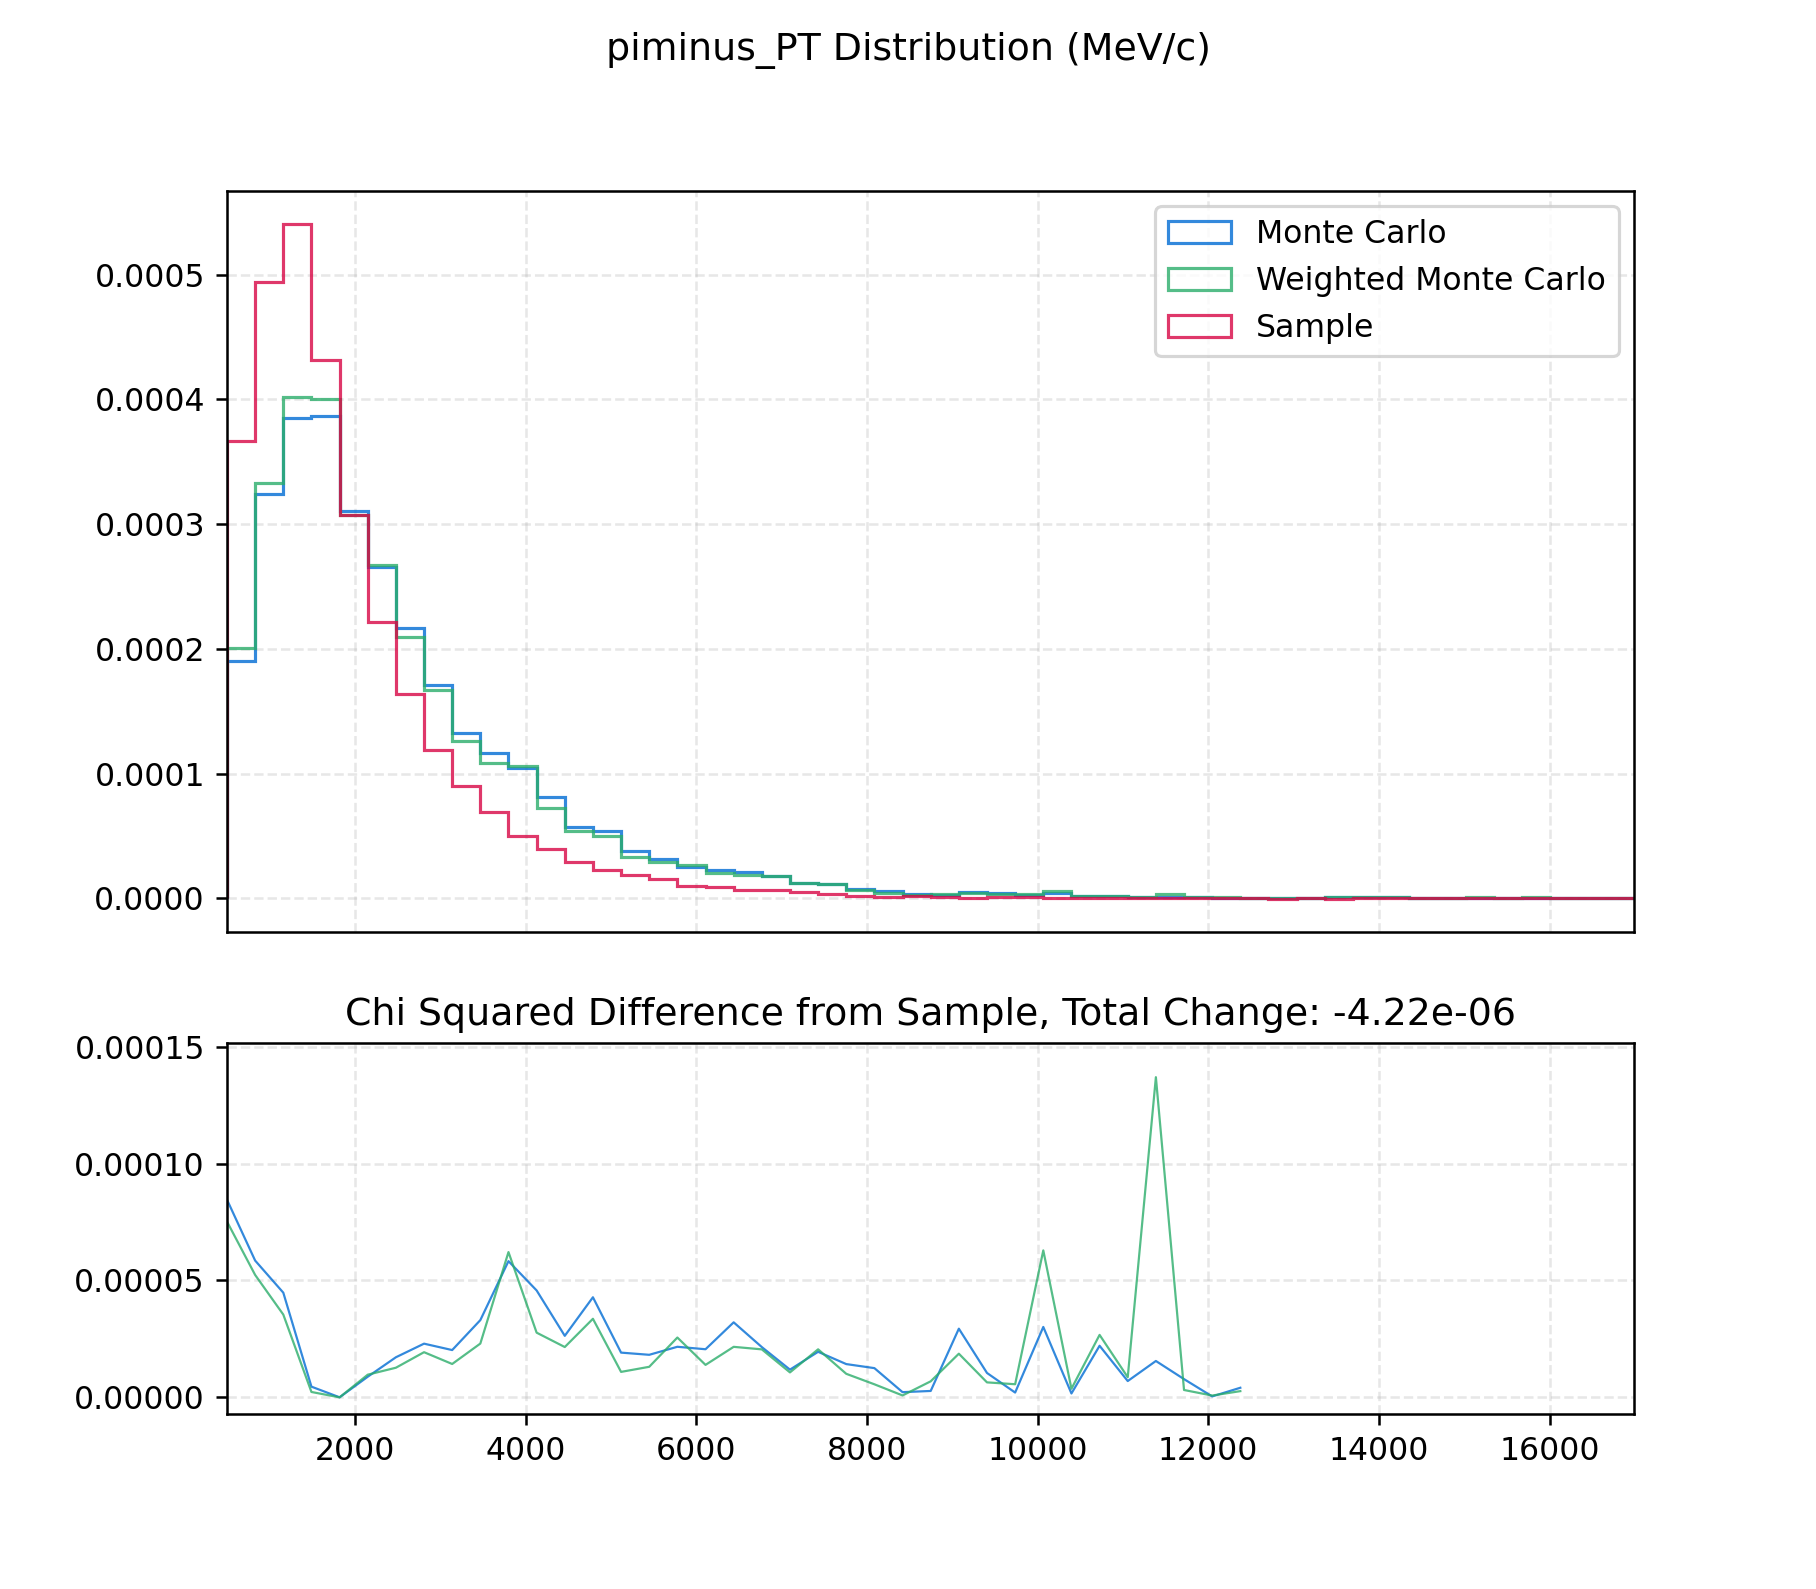 piminus_PT Distribution (MeV/c)
Monte Carlo
Weighted Monte Carlo
Sample
0.0005
0.0004
0.0003
0.0002
0.0001
0.0000
Chi Squared Difference from Sample, Total Change: -4.22e-06
0.00015
0.00010
0.00005
0.00000
2000 4000 6000 8000 10000 12000 14000 16000